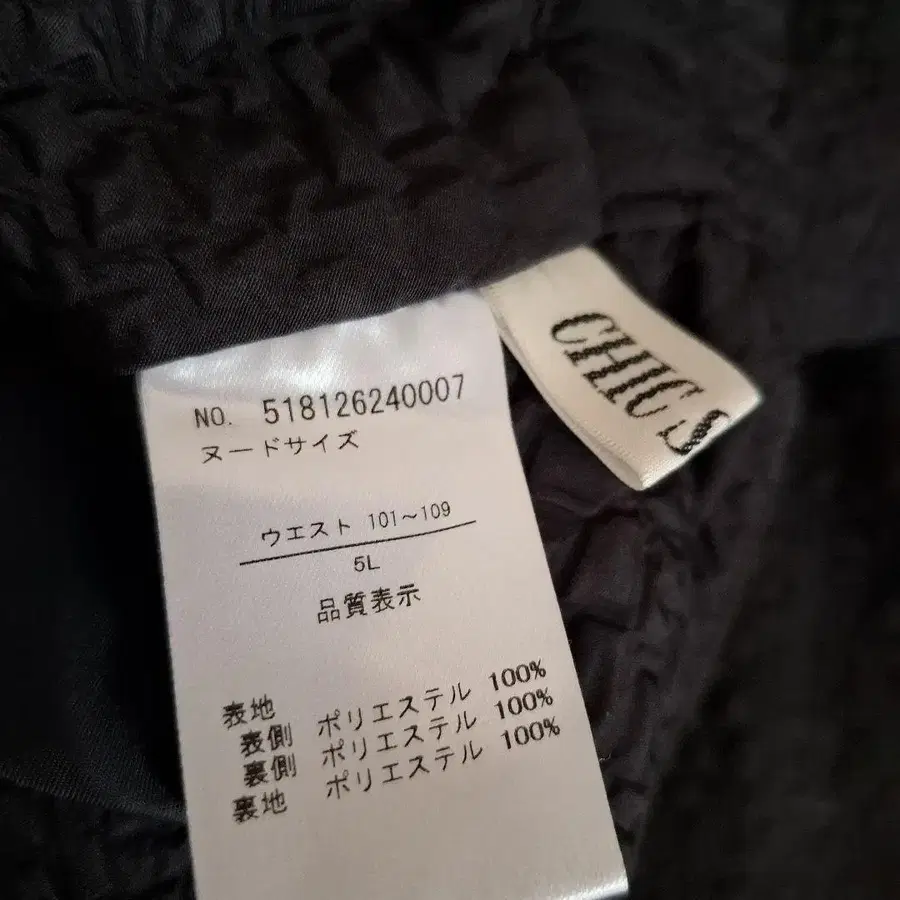 NO. 518126240007
ヌードサイズ
ウエスト 101～109
5L
品質表示
表地
表側 ポリエステル 100%
裏側 ポリエステル 100%
裏地 ポリエステル 100%
CHIC S